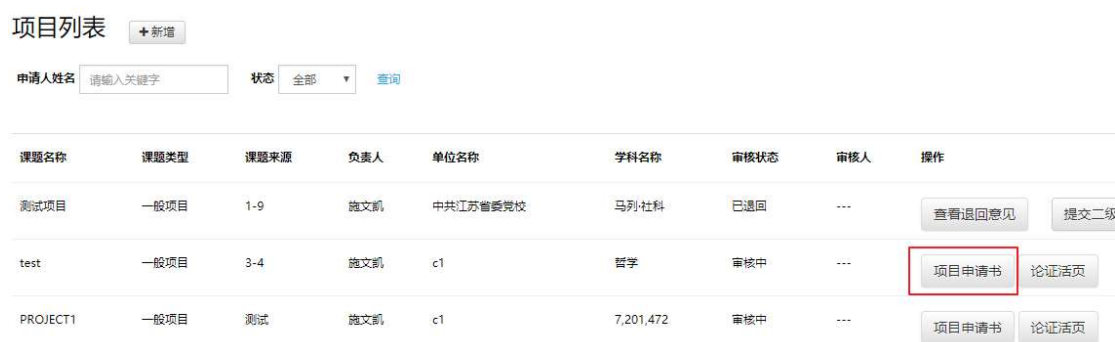 项目列表 +新增
申请人姓名 请输入关键字 状态 全部 查询
课题名称 课题类型 课题来源 负责人 单位名称 学科名称 审核状态 审核人 操作
测试项目 一般项目 1-9 施文凯 中共江苏省委党校 马列·社科 已退回 --- 查看退回意见 提交二级
test 一般项目 3-4 施文凯 c1 哲学 审核中 --- 项目申请书 论证活页
PROJECT1 一般项目 测试 施文凯 c1 7,201,472 审核中 --- 项目申请书 论证活页